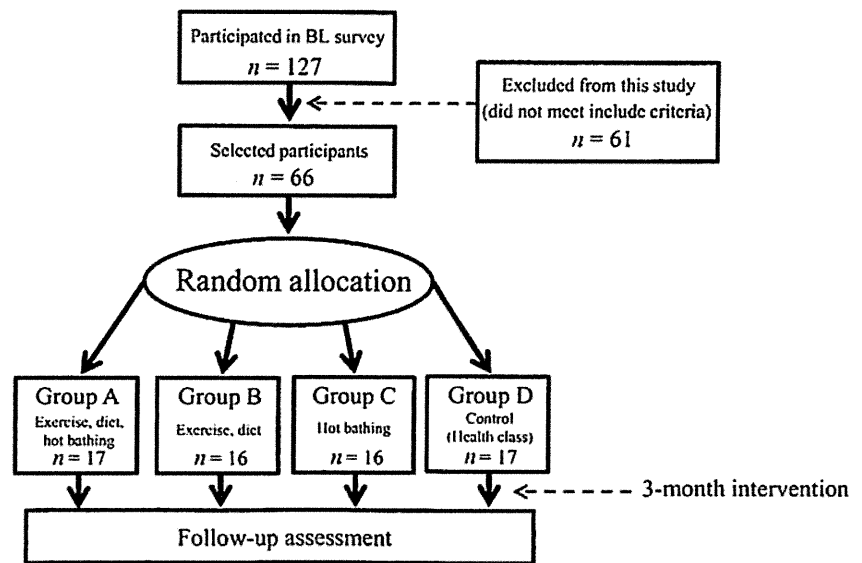 Participated in BL survey
n = 127
Excluded from this study
(did not meet include criteria)
n = 61
Selected participants
n = 66
Random allocation
Group A
Exercise, diet,
hot bathing
n = 17
Group B
Exercise, diet
n = 16
Group C
Hot bathing
n = 16
Group D
Control
(Health class)
n = 17
3-month intervention
Follow-up assessment